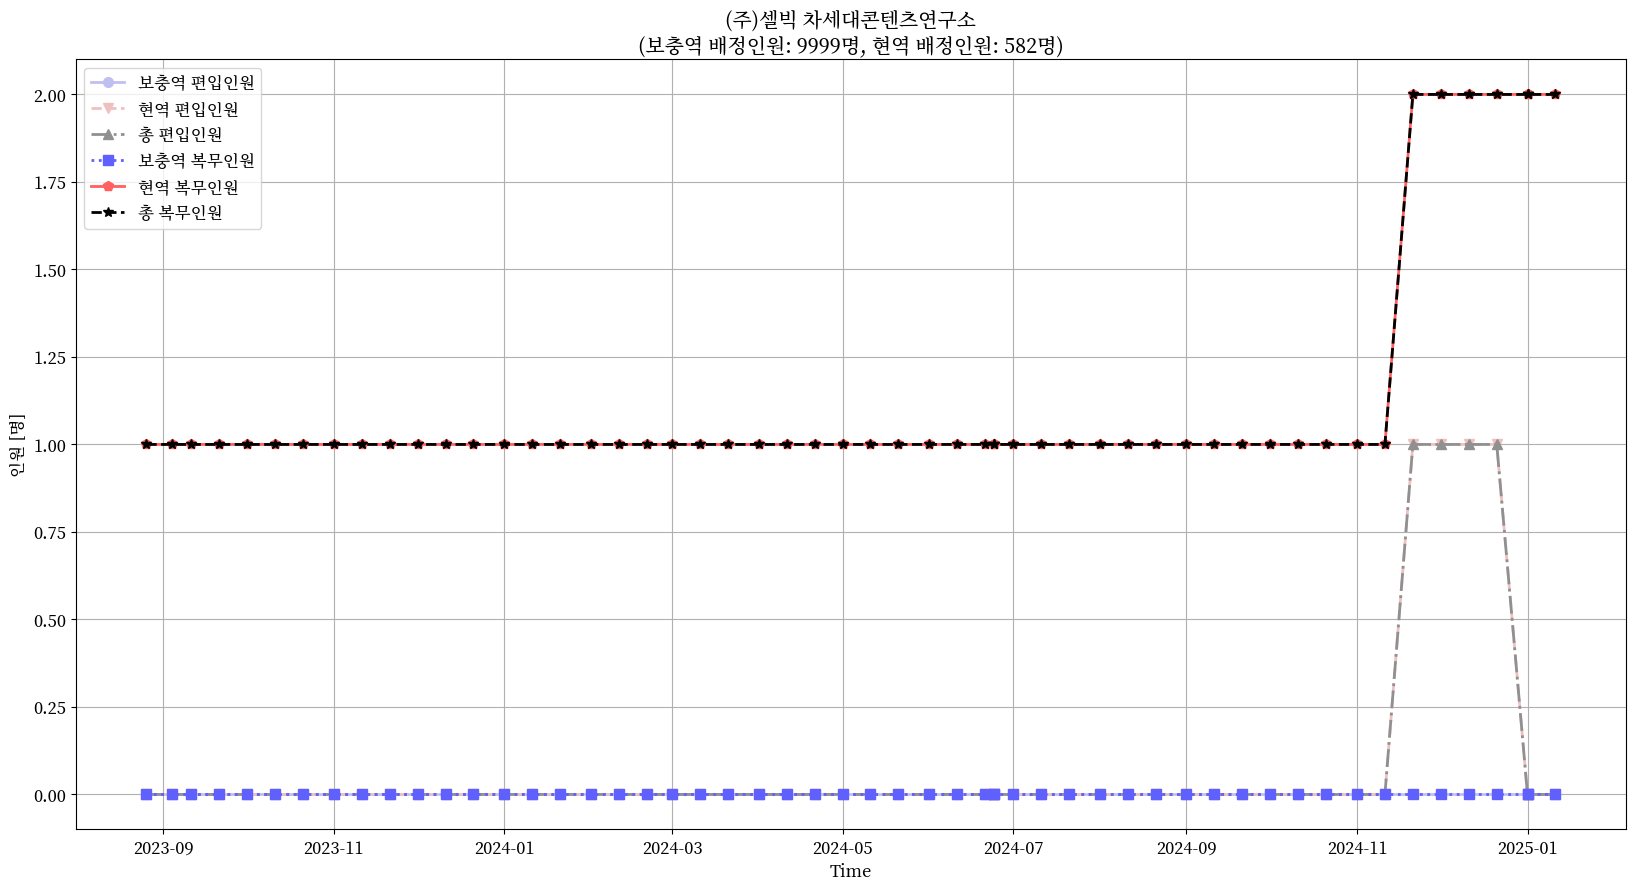 (주)셀빅 차세대콘텐츠연구소
(보충역 배정인원: 9999명, 현역 배정인원: 582명)
보충역 편입인원
현역 편입인원
총 편입인원
보충역 복무인원
현역 복무인원
총 복무인원
2.00
1.75
1.50
1.25
1.00
0.75
0.50
0.25
0.00
인원 [명]
2023-09 2023-11 2024-01 2024-03 2024-05 2024-07 2024-09 2024-11 2025-01
Time